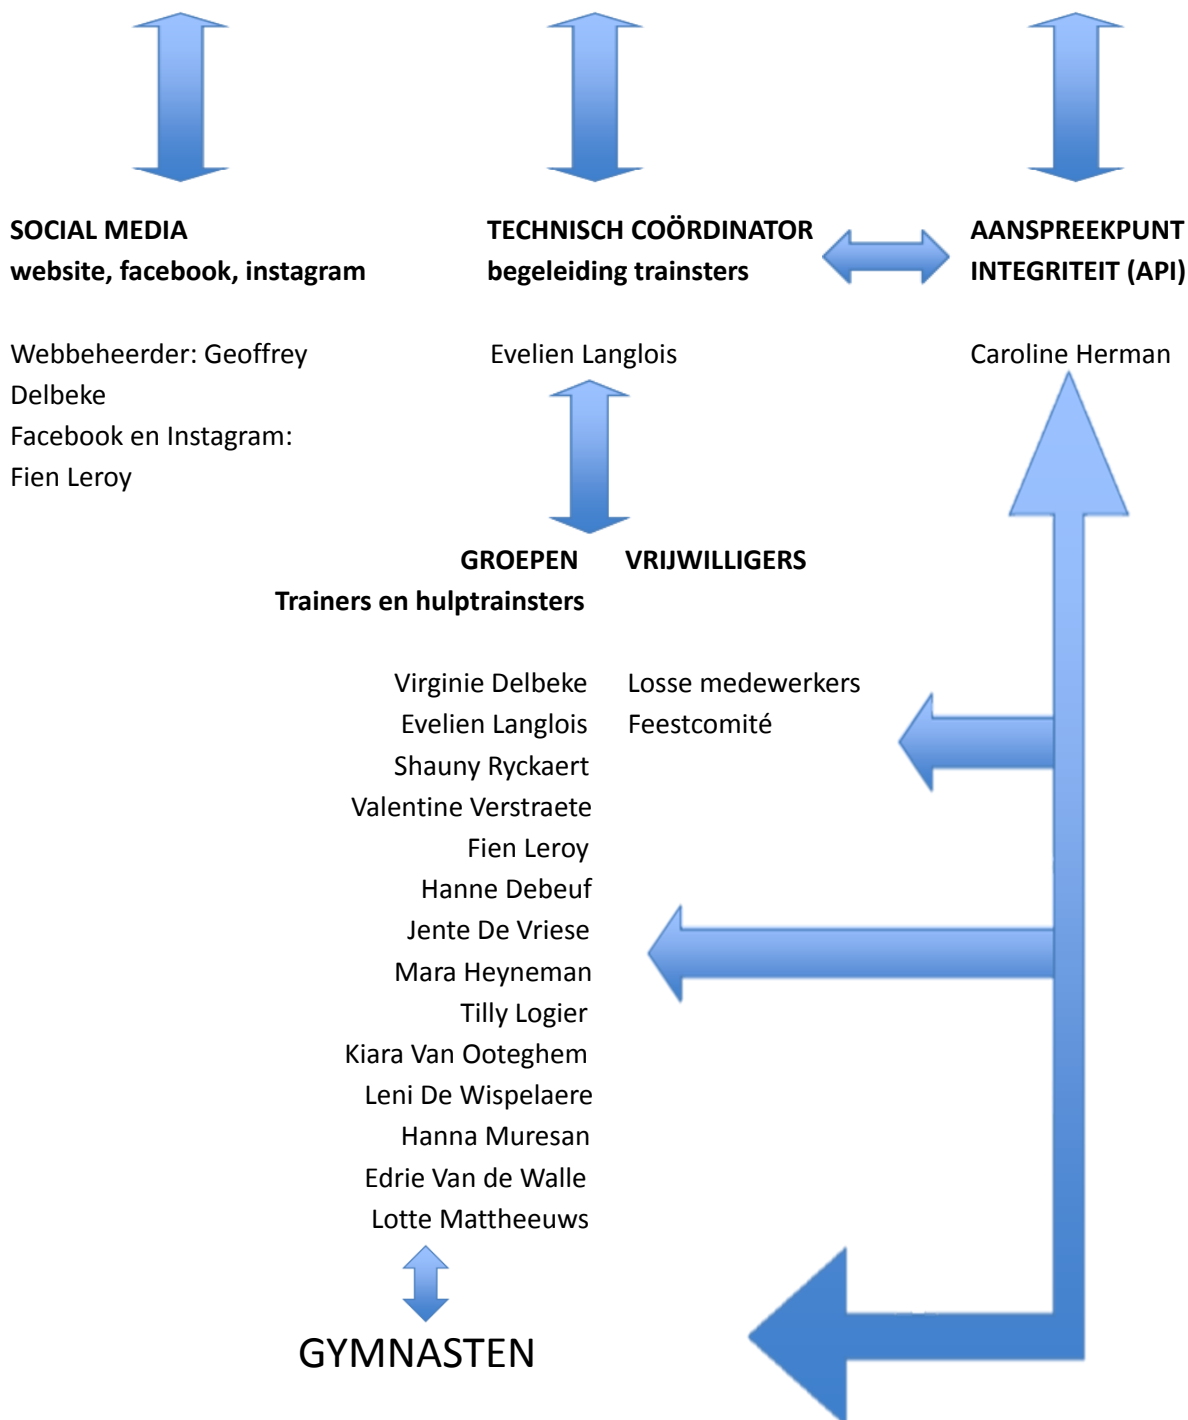 SOCIAL MEDIA
website, facebook, instagram
Webbeheerder: Geoffrey
Delbeke
Facebook en Instagram:
Fien Leroy
TECHNISCH COÖRDINATOR
begeleiding trainsters
Evelien Langlois
AANSPREEKPUNT
INTEGRITEIT (API)
Caroline Herman
GROEPEN
Trainers en hulptrainsters
Virginie Delbeke
Evelien Langlois
Shauny Ryckaert
Valentine Verstraete
Fien Leroy
Hanne Debeuf
Jente De Vriese
Mara Heyneman
Tilly Logier
Kiara Van Ooteghem
Leni De Wispelaere
Hanna Muresan
Edrie Van de Walle
Lotte Mattheeuws
VRIJWILLIGERS
Losse medewerkers
Feestcomité
GYMNASTEN